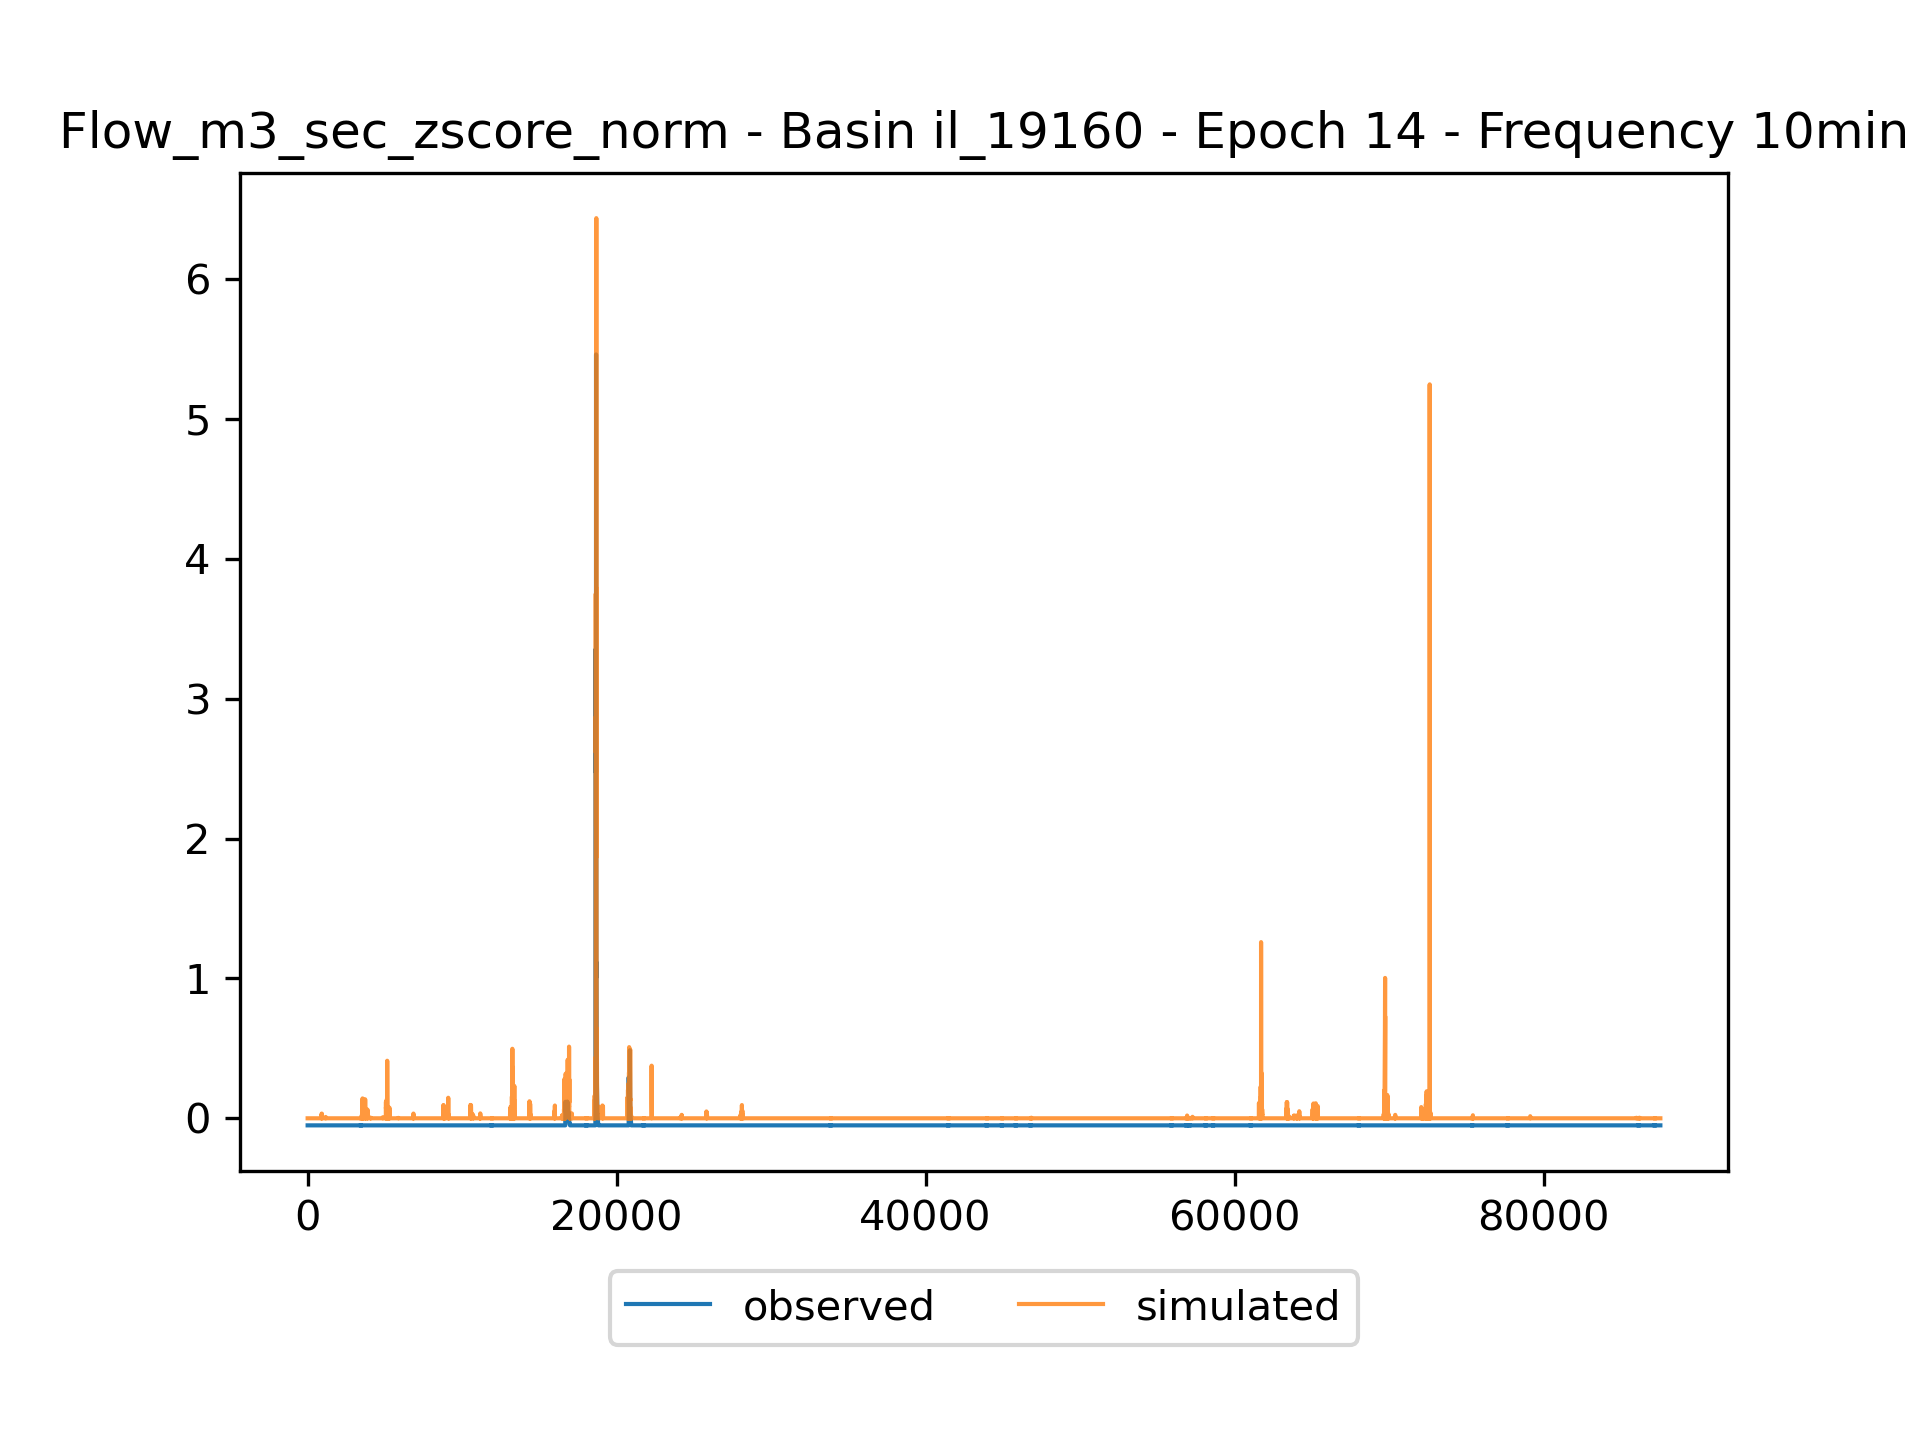 Flow_m3_sec_zscore_norm - Basin il_19160 - Epoch 14 - Frequency 10min
6
5
4
3
2
1
0
0 20000 40000 60000 80000
observed simulated